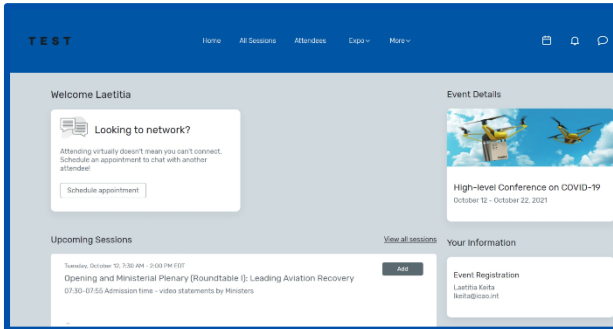 TEST
Home All Sessions Attendees Expo More
Welcome Laetitia
Looking to network?
Attending virtually doesn't mean you can't connect.
Schedule an appointment to chat with another
attendee!
Schedule appointment
Event Details
High-level Conference on COVID-19
October 12 - October 22, 2021
Upcoming Sessions
View all sessions
Tuesday, October 12, 7:30 AM - 2:00 PM EDT
Opening and Ministerial Plenary (Roundtable I): Leading Aviation Recovery
07:30-07:55 Admission time - video statements by Ministers
Add
Your Information
Event Registration
Laetitia Keita
lkeita@icao.int